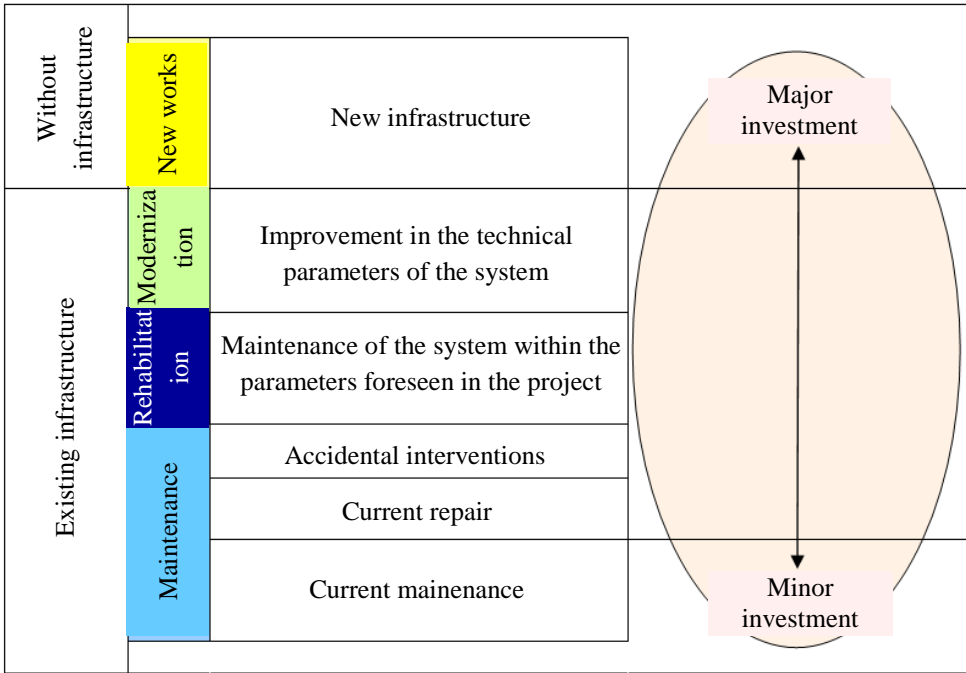 Without
infrastructure
New works
New infrastructure
Major
investment
Existing infrastructure
Moderniza
tion
Improvement in the technical
parameters of the system
Rehabilitat
ion
Maintenance of the system within the
parameters foreseen in the project
Maintenance
Accidental interventions
Current repair
Current mainenance
Minor
investment